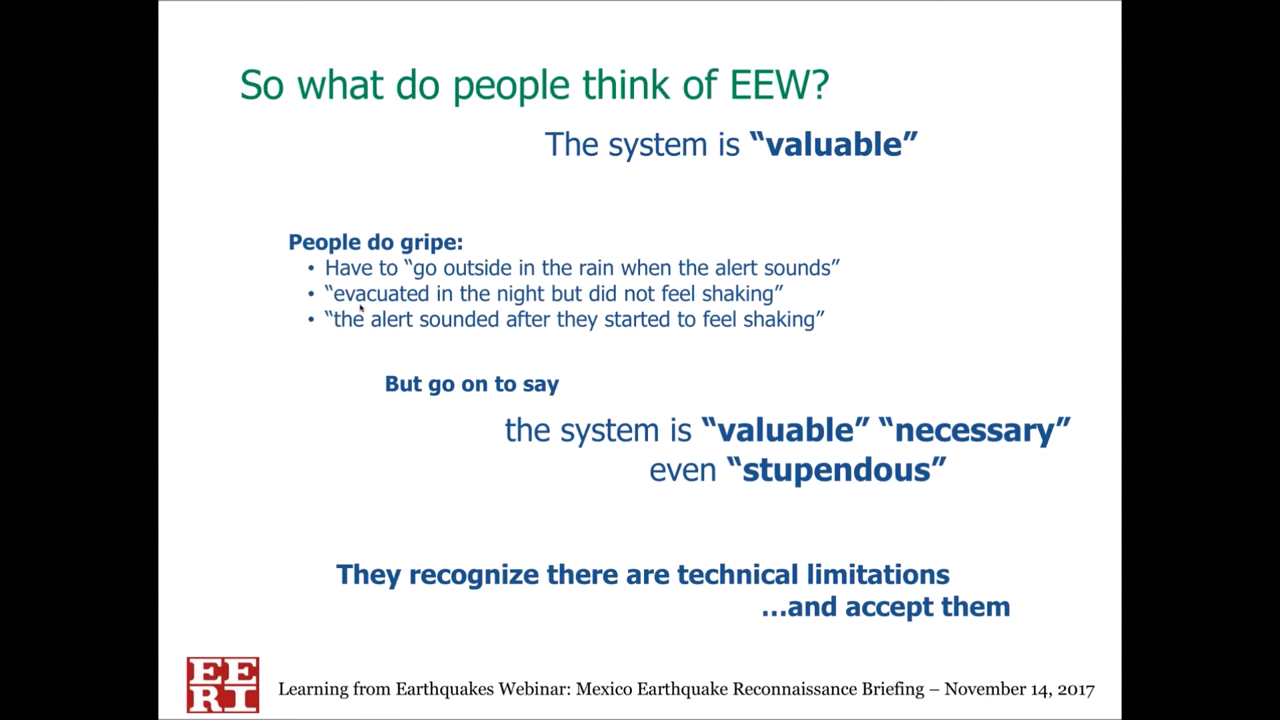 So what do people think of EEW?
The system is “valuable”
People do gripe:
• Have to “go outside in the rain when the alert sounds”
• “evacuated in the night but did not feel shaking”
• “the alert sounded after they started to feel shaking”
But go on to say
the system is “valuable” “necessary”
even “stupendous”
They recognize there are technical limitations
…and accept them
EE
RI
Learning from Earthquakes Webinar: Mexico Earthquake Reconnaissance Briefing – November 14, 2017